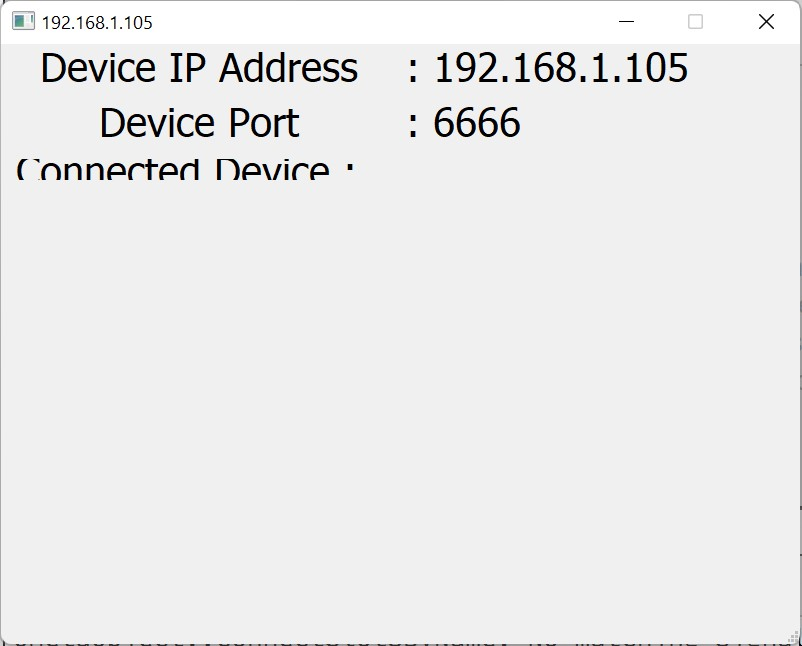 192.168.1.105
Device IP Address : 192.168.1.105
Device Port : 6666
Connected Device :